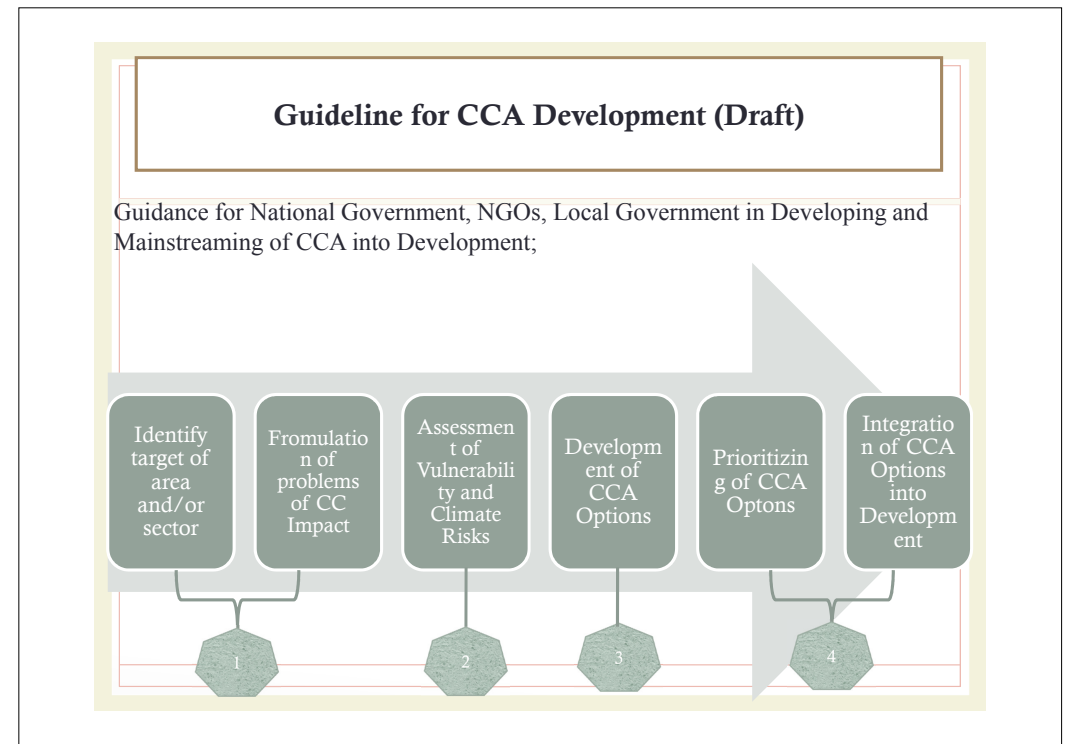 Guideline for CCA Development (Draft)
Guidance for National Government, NGOs, Local Government in Developing and
Mainstreaming of CCA into Development;
Identify
target of
area
and/or
sector
Fromulatio
n of
problems
of CC
Impact
Assessmen
t of
Vulnerabili
ty and
Climate
Risks
Developm
ent of
CCA
Options
Prioritizin
g of CCA
Optons
Integratio
n of CCA
Options
into
Developm
ent
1
2
3
4